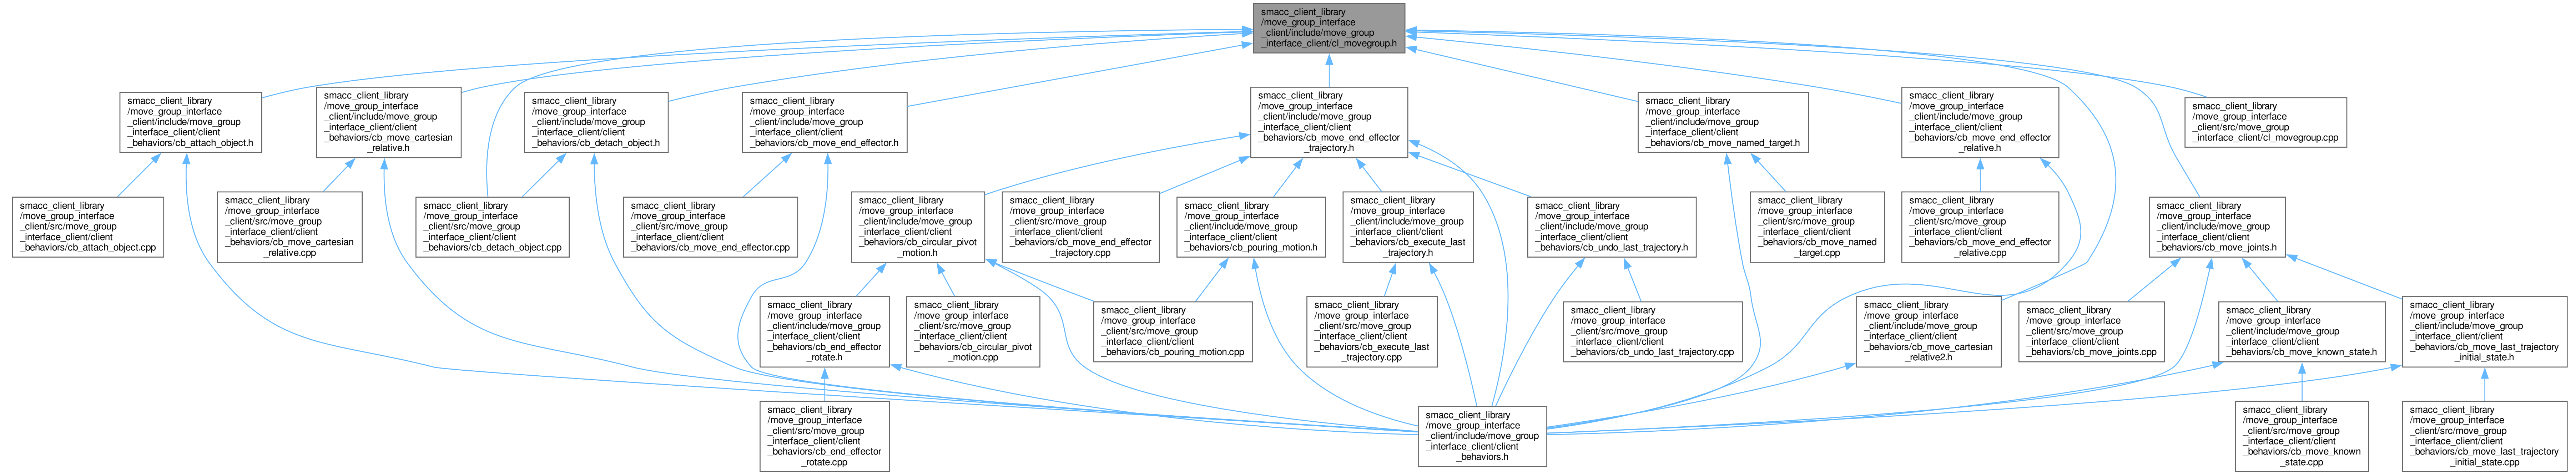 smacc_client_library
/move_group_interface
_client/include/move_group
_interface_client/cl_movegroup.h
smacc_client_library
/move_group_interface
_client/include/move_group
_interface_client/client
_behaviors/cb_attach_object.h
smacc_client_library
/move_group_interface
_client/include/move_group
_interface_client/client
_behaviors/cb_move_cartesian
_relative.h
smacc_client_library
/move_group_interface
_client/include/move_group
_interface_client/client
_behaviors/cb_detach_object.h
smacc_client_library
/move_group_interface
_client/include/move_group
_interface_client/client
_behaviors/cb_move_end_effector.h
smacc_client_library
/move_group_interface
_client/include/move_group
_interface_client/client
_behaviors/cb_move_end_effector
_trajectory.h
smacc_client_library
/move_group_interface
_client/include/move_group
_interface_client/client
_behaviors/cb_move_named_target.h
smacc_client_library
/move_group_interface
_client/include/move_group
_interface_client/client
_behaviors/cb_move_end_effector
_relative.h
smacc_client_library
/move_group_interface
_client/src/move_group
_interface_client/cl_movegroup.cpp
smacc_client_library
/move_group_interface
_client/src/move_group
_interface_client/client
_behaviors/cb_attach_object.cpp
smacc_client_library
/move_group_interface
_client/src/move_group
_interface_client/client
_behaviors/cb_move_cartesian
_relative.cpp
smacc_client_library
/move_group_interface
_client/src/move_group
_interface_client/client
_behaviors/cb_detach_object.cpp
smacc_client_library
/move_group_interface
_client/src/move_group
_interface_client/client
_behaviors/cb_move_end_effector.cpp
smacc_client_library
/move_group_interface
_client/include/move_group
_interface_client/client
_behaviors/cb_circular_pivot
_motion.h
smacc_client_library
/move_group_interface
_client/src/move_group
_interface_client/client
_behaviors/cb_move_end_effector
_trajectory.cpp
smacc_client_library
/move_group_interface
_client/include/move_group
_interface_client/client
_behaviors/cb_pouring_motion.h
smacc_client_library
/move_group_interface
_client/include/move_group
_interface_client/client
_behaviors/cb_execute_last
_trajectory.h
smacc_client_library
/move_group_interface
_client/include/move_group
_interface_client/client
_behaviors/cb_undo_last_trajectory.h
smacc_client_library
/move_group_interface
_client/src/move_group
_interface_client/client
_behaviors/cb_move_named
_target.cpp
smacc_client_library
/move_group_interface
_client/src/move_group
_interface_client/client
_behaviors/cb_move_end_effector
_relative.cpp
smacc_client_library
/move_group_interface
_client/include/move_group
_interface_client/client
_behaviors/cb_move_joints.h
smacc_client_library
/move_group_interface
_client/include/move_group
_interface_client/client
_behaviors/cb_end_effector
_rotate.h
smacc_client_library
/move_group_interface
_client/src/move_group
_interface_client/client
_behaviors/cb_circular_pivot
_motion.cpp
smacc_client_library
/move_group_interface
_client/src/move_group
_interface_client/client
_behaviors/cb_pouring_motion.cpp
smacc_client_library
/move_group_interface
_client/src/move_group
_interface_client/client
_behaviors/cb_execute_last
_trajectory.cpp
smacc_client_library
/move_group_interface
_client/src/move_group
_interface_client/client
_behaviors/cb_undo_last_trajectory.cpp
smacc_client_library
/move_group_interface
_client/include/move_group
_interface_client/client
_behaviors/cb_move_cartesian
_relative2.h
smacc_client_library
/move_group_interface
_client/src/move_group
_interface_client/client
_behaviors/cb_move_joints.cpp
smacc_client_library
/move_group_interface
_client/include/move_group
_interface_client/client
_behaviors/cb_move_known_state.h
smacc_client_library
/move_group_interface
_client/include/move_group
_interface_client/client
_behaviors/cb_move_last_trajectory
_initial_state.h
smacc_client_library
/move_group_interface
_client/src/move_group
_interface_client/client
_behaviors/cb_end_effector
_rotate.cpp
smacc_client_library
/move_group_interface
_client/include/move_group
_interface_client/client
_behaviors.h
smacc_client_library
/move_group_interface
_client/src/move_group
_interface_client/client
_behaviors/cb_move_known
_state.cpp
smacc_client_library
/move_group_interface
_client/src/move_group
_interface_client/client
_behaviors/cb_move_last_trajectory
_initial_state.cpp